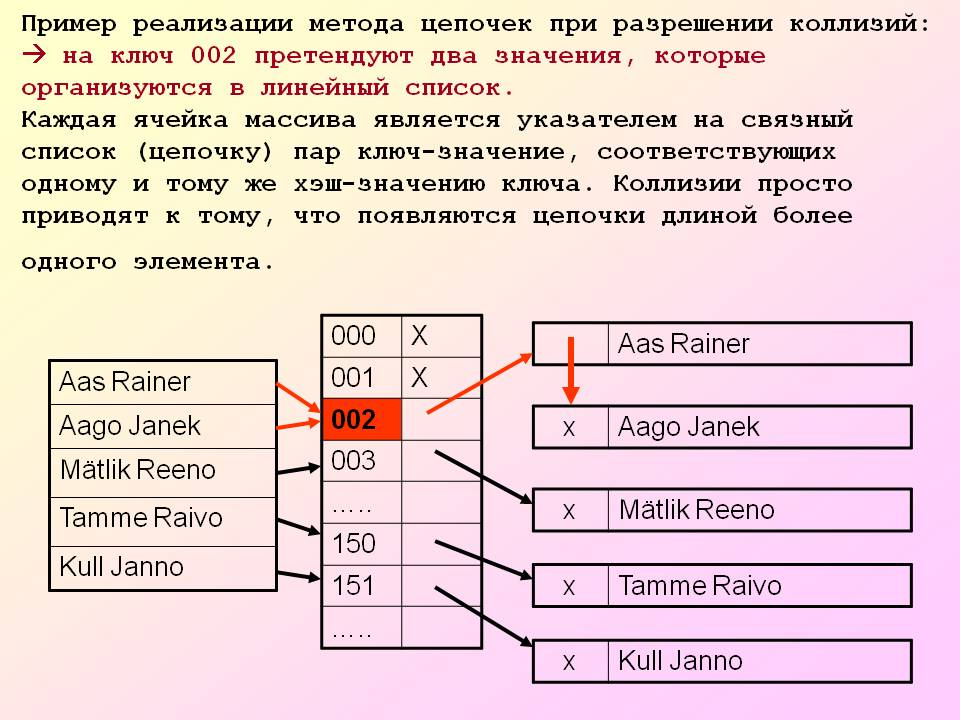 Пример реализации метода цепочек при разрешении коллизий:
→ на ключ 002 претендуют два значения, которые
организуются в линейный список.
Каждая ячейка массива является указателем на связный
список (цепочку) пар ключ-значение, соответствующих
одному и тому же хэш-значению ключа. Коллизии просто
приводят к тому, что появляются цепочки длиной более
одного элемента.
Aas Rainer
Aago Janek
Mätlik Reeno
Tamme Raivo
Kull Janno
000 X
001 X
002
003
.....
150
151
.....
Aas Rainer
x Aago Janek
x Mätlik Reeno
x Tamme Raivo
x Kull Janno